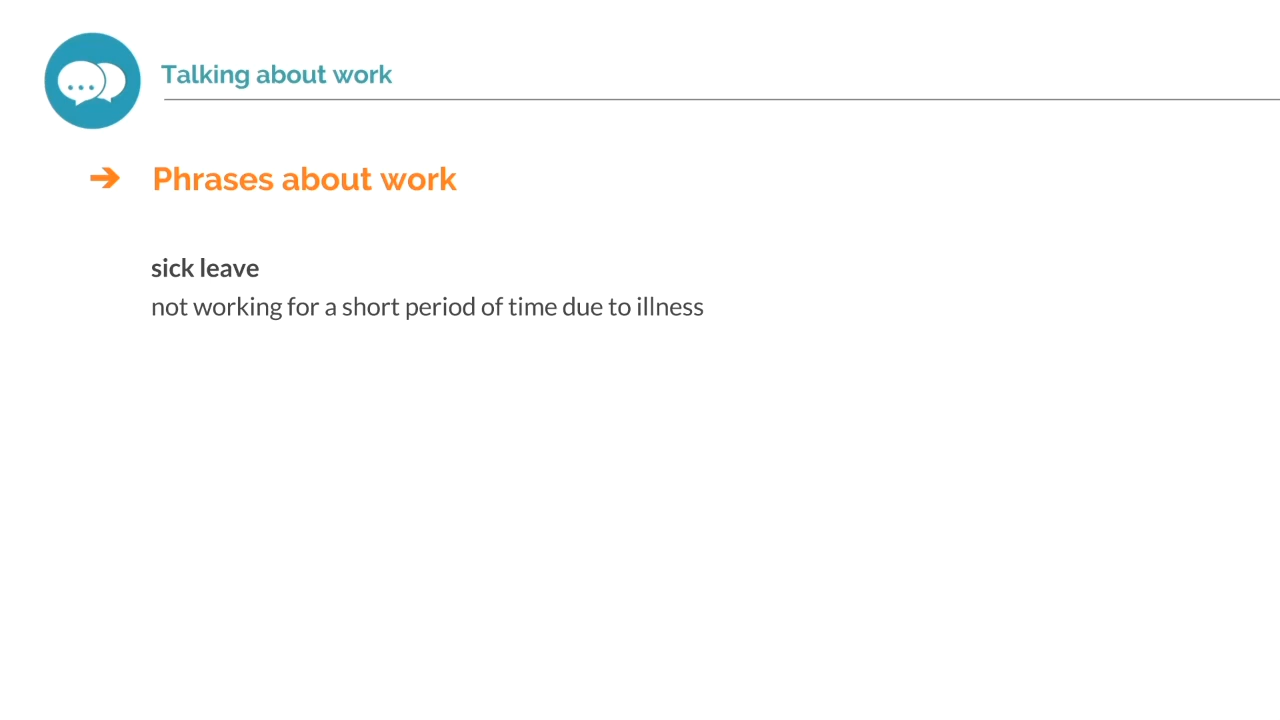 Talking about work
➔ Phrases about work
sick leave
not working for a short period of time due to illness